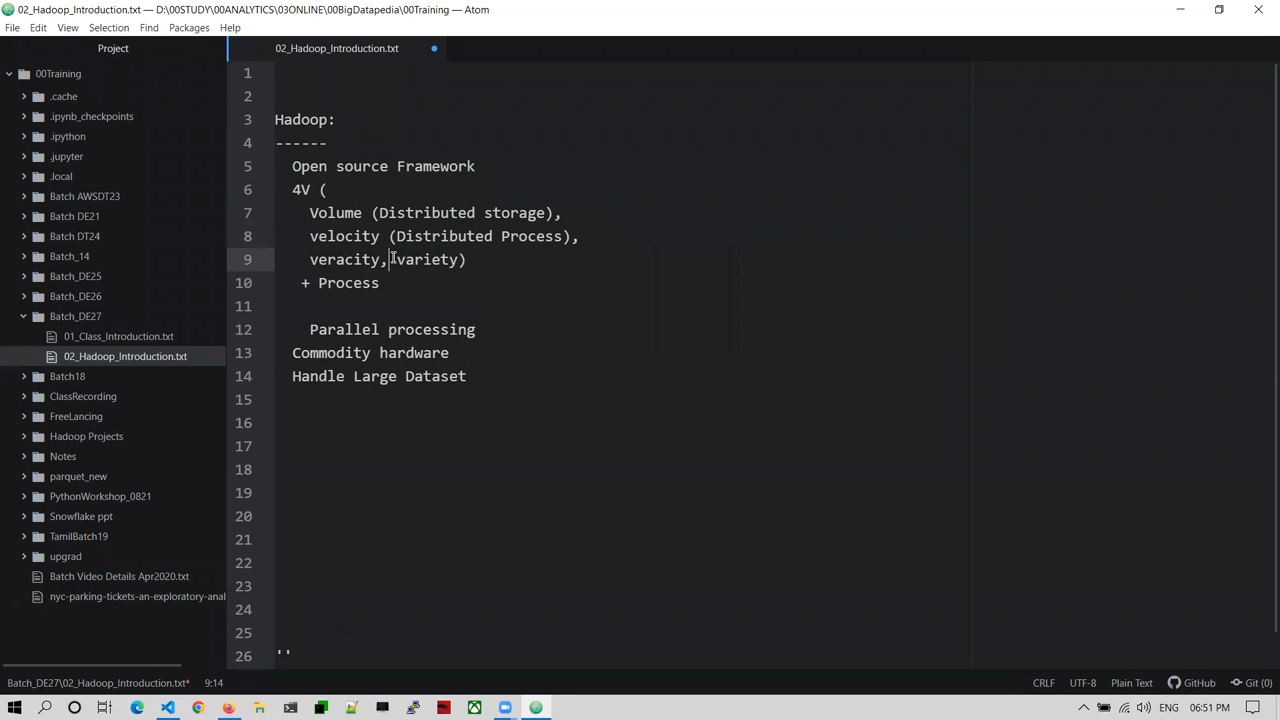 02_Hadoop_Introduction.txt — D:\00STUDY\00ANALYTICS\03ONLINE\00BigDatapedia\00Training — Atom
File Edit View Selection Find Packages Help
Project
02_Hadoop_Introduction.txt
00Training
.cache
.ipynb_checkpoints
.ipython
.jupyter
.local
Batch AWSDT23
Batch DE21
Batch DT24
Batch_14
Batch_DE25
Batch_DE26
Batch_DE27
01_Class_Introduction.txt
02_Hadoop_Introduction.txt
Batch18
ClassRecording
FreeLancing
Hadoop Projects
Notes
parquet_new
PythonWorkshop_0821
Snowflake ppt
TamilBatch19
upgrad
Batch Video Details Apr2020.txt
nyc-parking-tickets-an-exploratory-anal
1
2
3 Hadoop:
4 ------
5 Open source Framework
6 4V (
7 Volume (Distributed storage),
8 velocity (Distributed Process),
9 veracity, variety)
10 + Process
11
12 Parallel processing
13 Commodity hardware
14 Handle Large Dataset
15
16
17
18
19
20
21
22
23
24
25
26 ''
Batch_DE27\02_Hadoop_Introduction.txt* 9:14 CRLF UTF-8 Plain Text GitHub Git (0)
ENG 06:51 PM